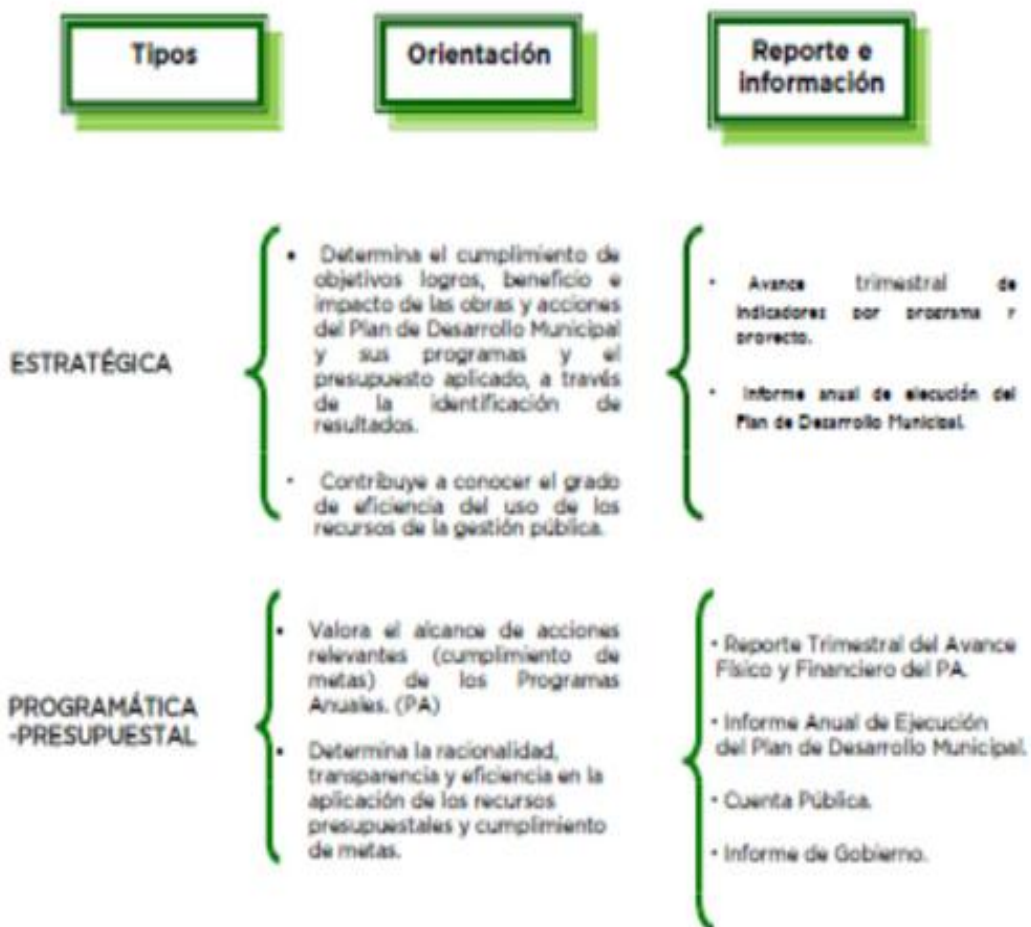 Tipos
Orientación
Reporte e
información
ESTRATÉGICA
• Determina el cumplimiento de
objetivos logros, beneficio e
impacto de las obras y acciones
del Plan de Desarrollo Municipal
y sus programas y el
presupuesto aplicado, a través
de la identificación de
resultados.
• Contribuye a conocer el grado
de eficiencia del uso de los
recursos de la gestión pública.
• Avance trimestral de
indicadores por programa y
proyecto.
• Informe anual de ejecución del
Plan de Desarrollo Municipal.
PROGRAMÁTICA
-PRESUPUESTAL
• Valora el alcance de acciones
relevantes (cumplimiento de
metas) de los Programas
Anuales. (PA)
• Determina la racionalidad,
transparencia y eficiencia en la
aplicación de los recursos
presupuestales y cumplimiento
de metas.
• Reporte Trimestral del Avance
Físico y Financiero del PA.
• Informe Anual de Ejecución
del Plan de Desarrollo Municipal.
• Cuenta Pública.
• Informe de Gobierno.